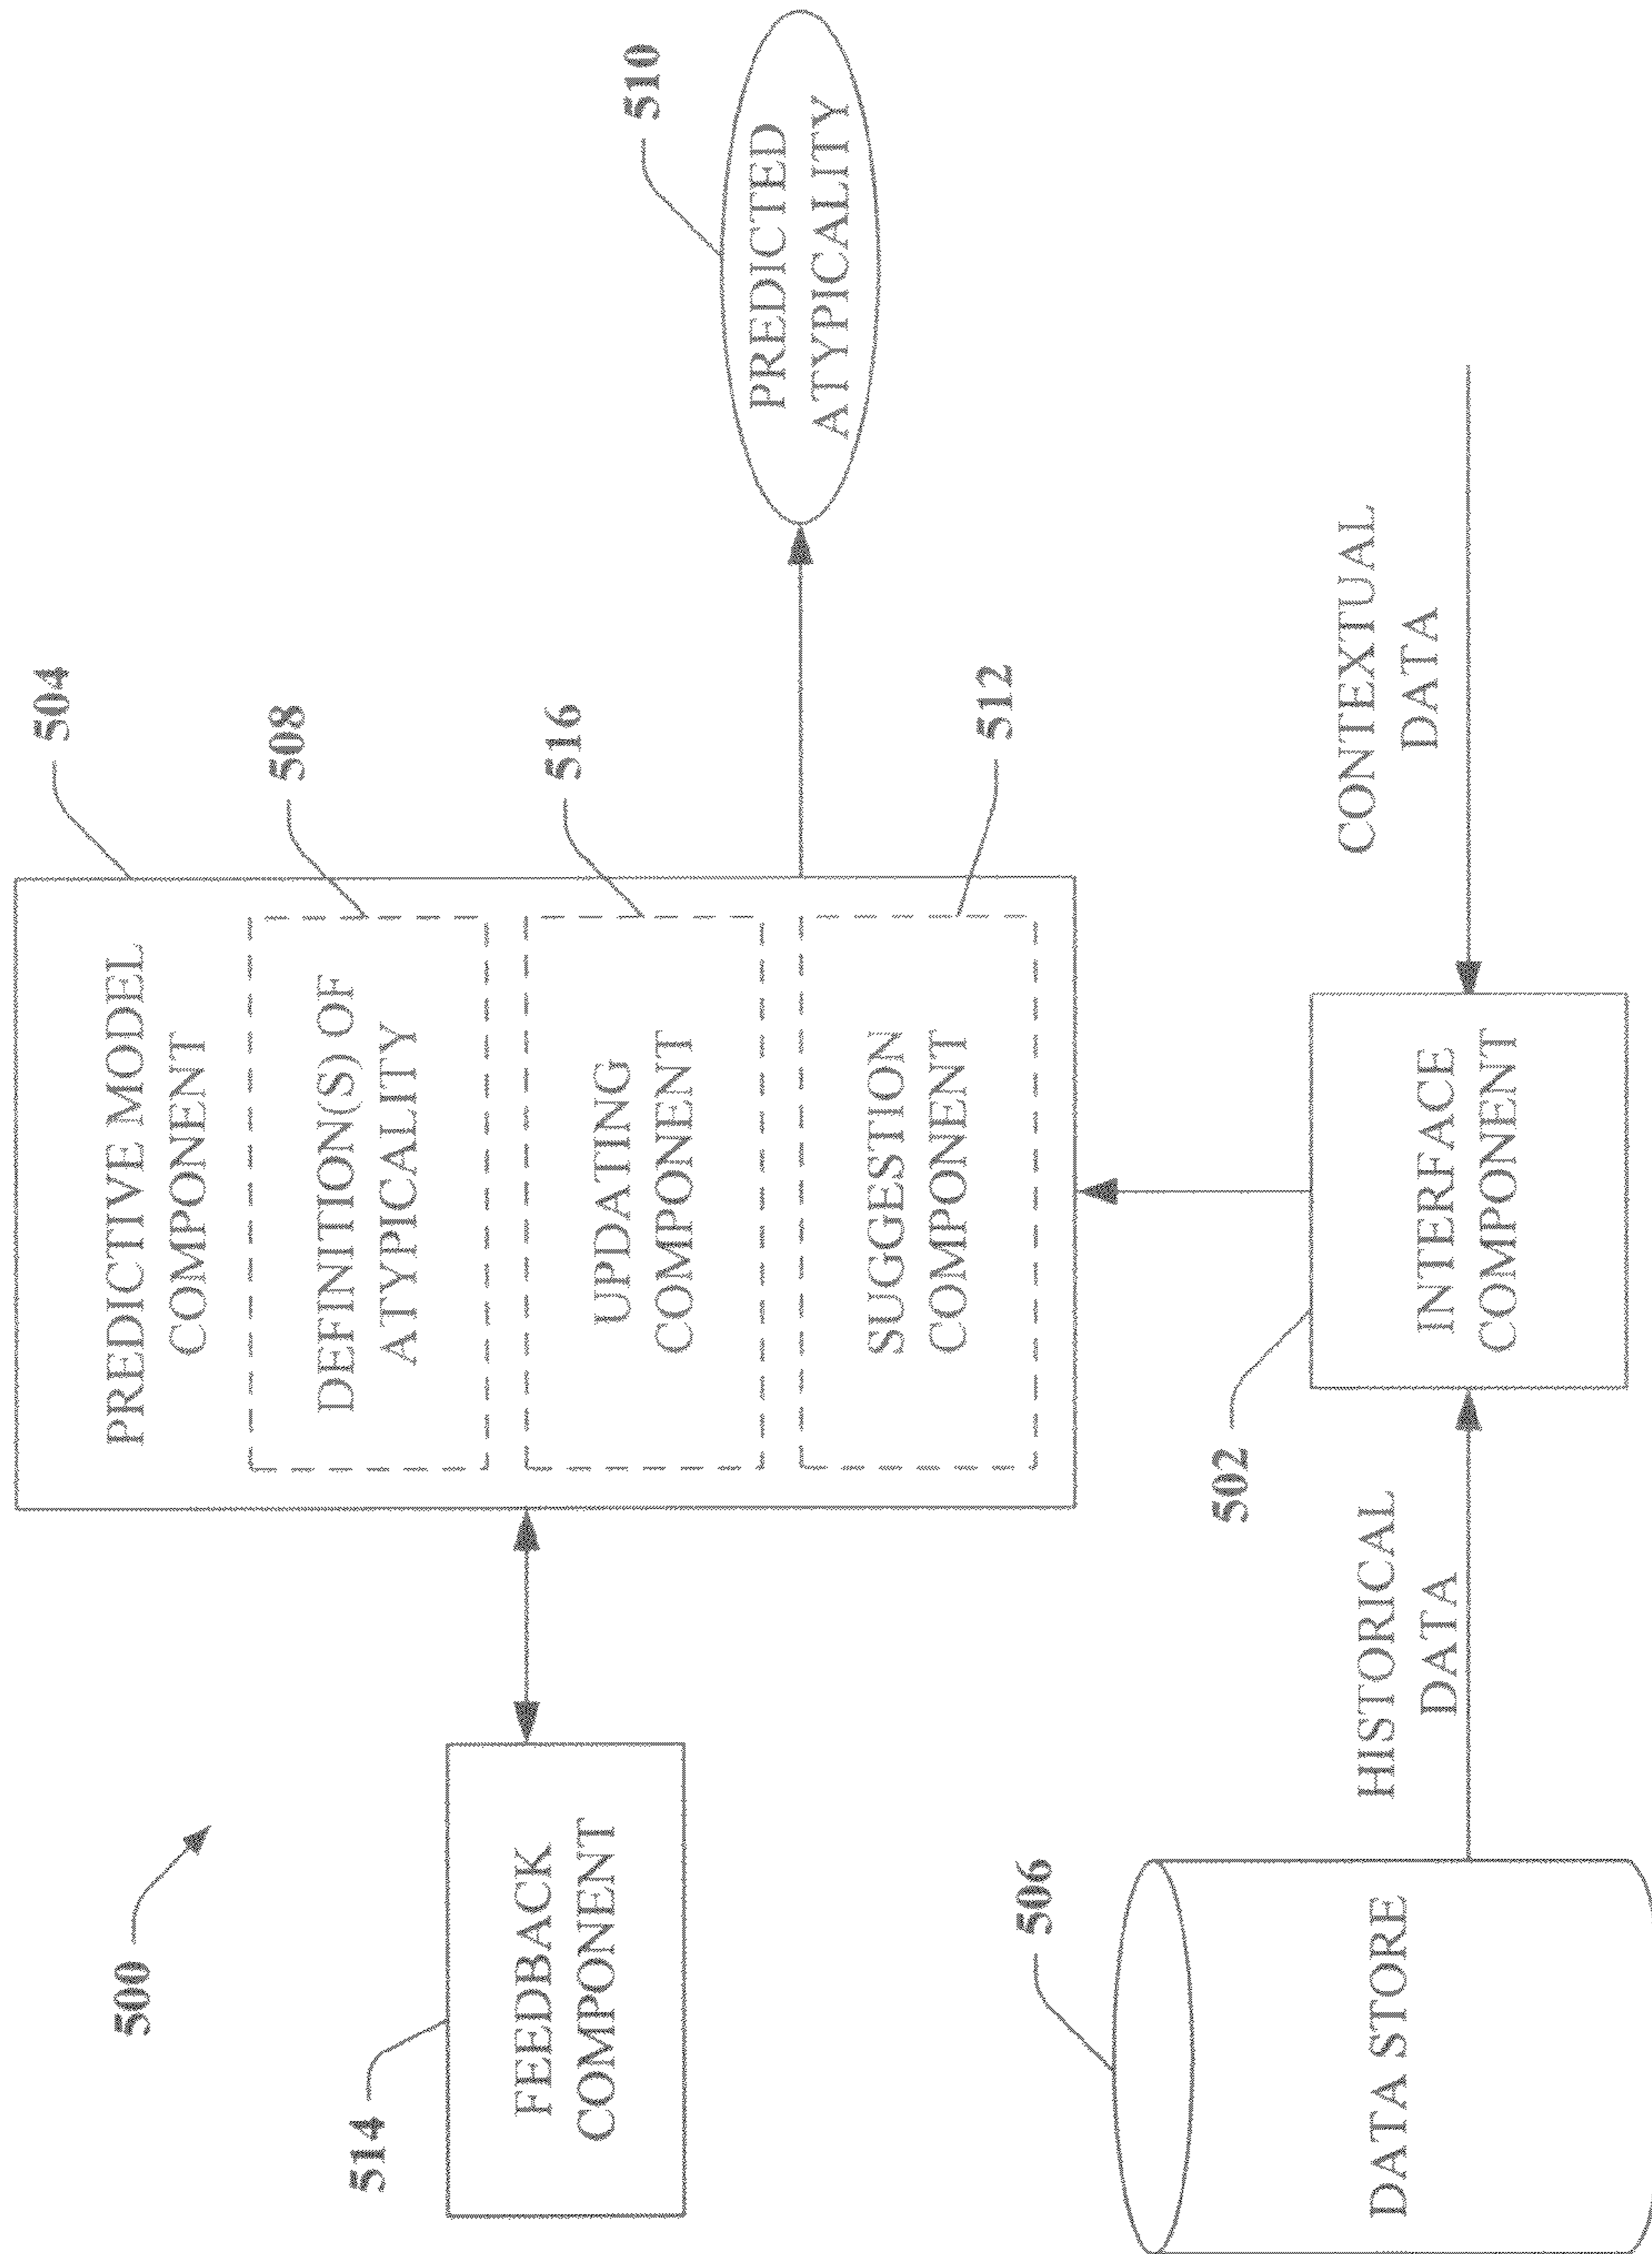 500
504
PREDICTIVE MODEL
COMPONENT
508
DEFINITION(S) OF
ATYPICALITY
514
FEEDBACK
COMPONENT
516
UPDATING
COMPONENT
510
PREDICTED
ATYPICALITY
512
SUGGESTION
COMPONENT
506
DATA STORE
HISTORICAL
DATA
502
INTERFACE
COMPONENT
CONTEXTUAL
DATA